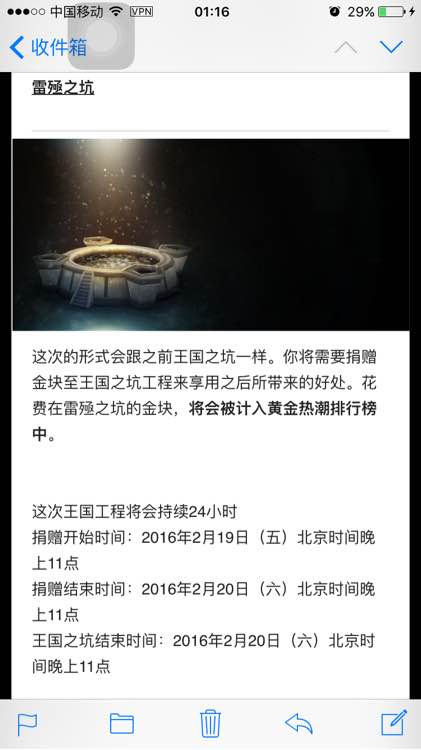 中国移动 VPN 01:16 29%
收件箱
雷殛之坑
这次的形式会跟之前王国之坑一样。你将需要捐赠
金块至王国之坑工程来享用之后所带来的好处。花
费在雷殛之坑的金块，将会被计入黄金热潮排行榜
中。
这次王国工程将会持续24小时
捐赠开始时间：2016年2月19日（五）北京时间晚
上11点
捐赠结束时间：2016年2月20日（六）北京时间晚
上11点
王国之坑结束时间：2016年2月20日（六）北京时
间晚上11点